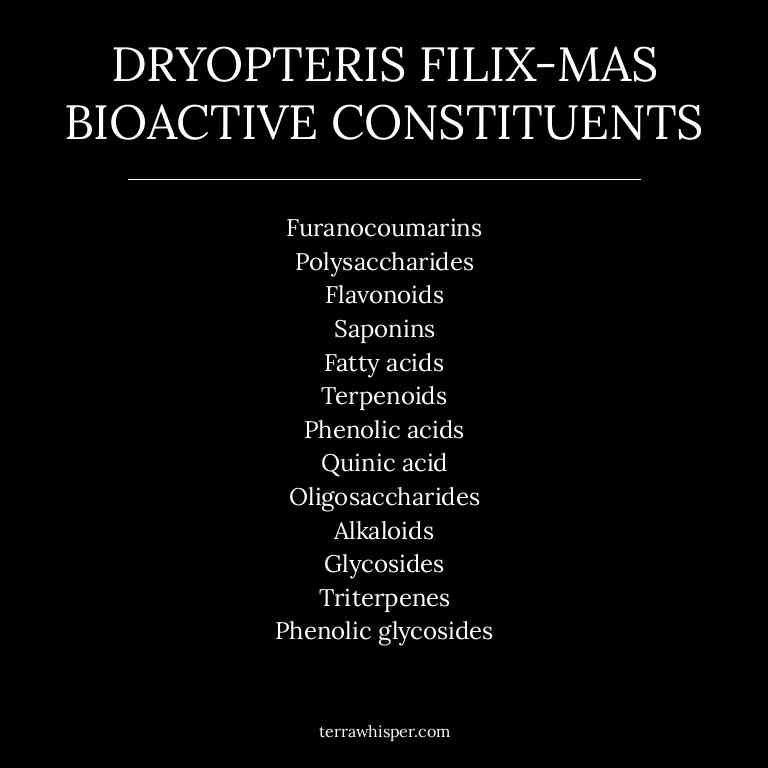 DRYOPTERIS FILIX-MAS
BIOACTIVE CONSTITUENTS
Furanocoumarins
Polysaccharides
Flavonoids
Saponins
Fatty acids
Terpenoids
Phenolic acids
Quinic acid
Oligosaccharides
Alkaloids
Glycosides
Triterpenes
Phenolic glycosides
terrawhisper.com